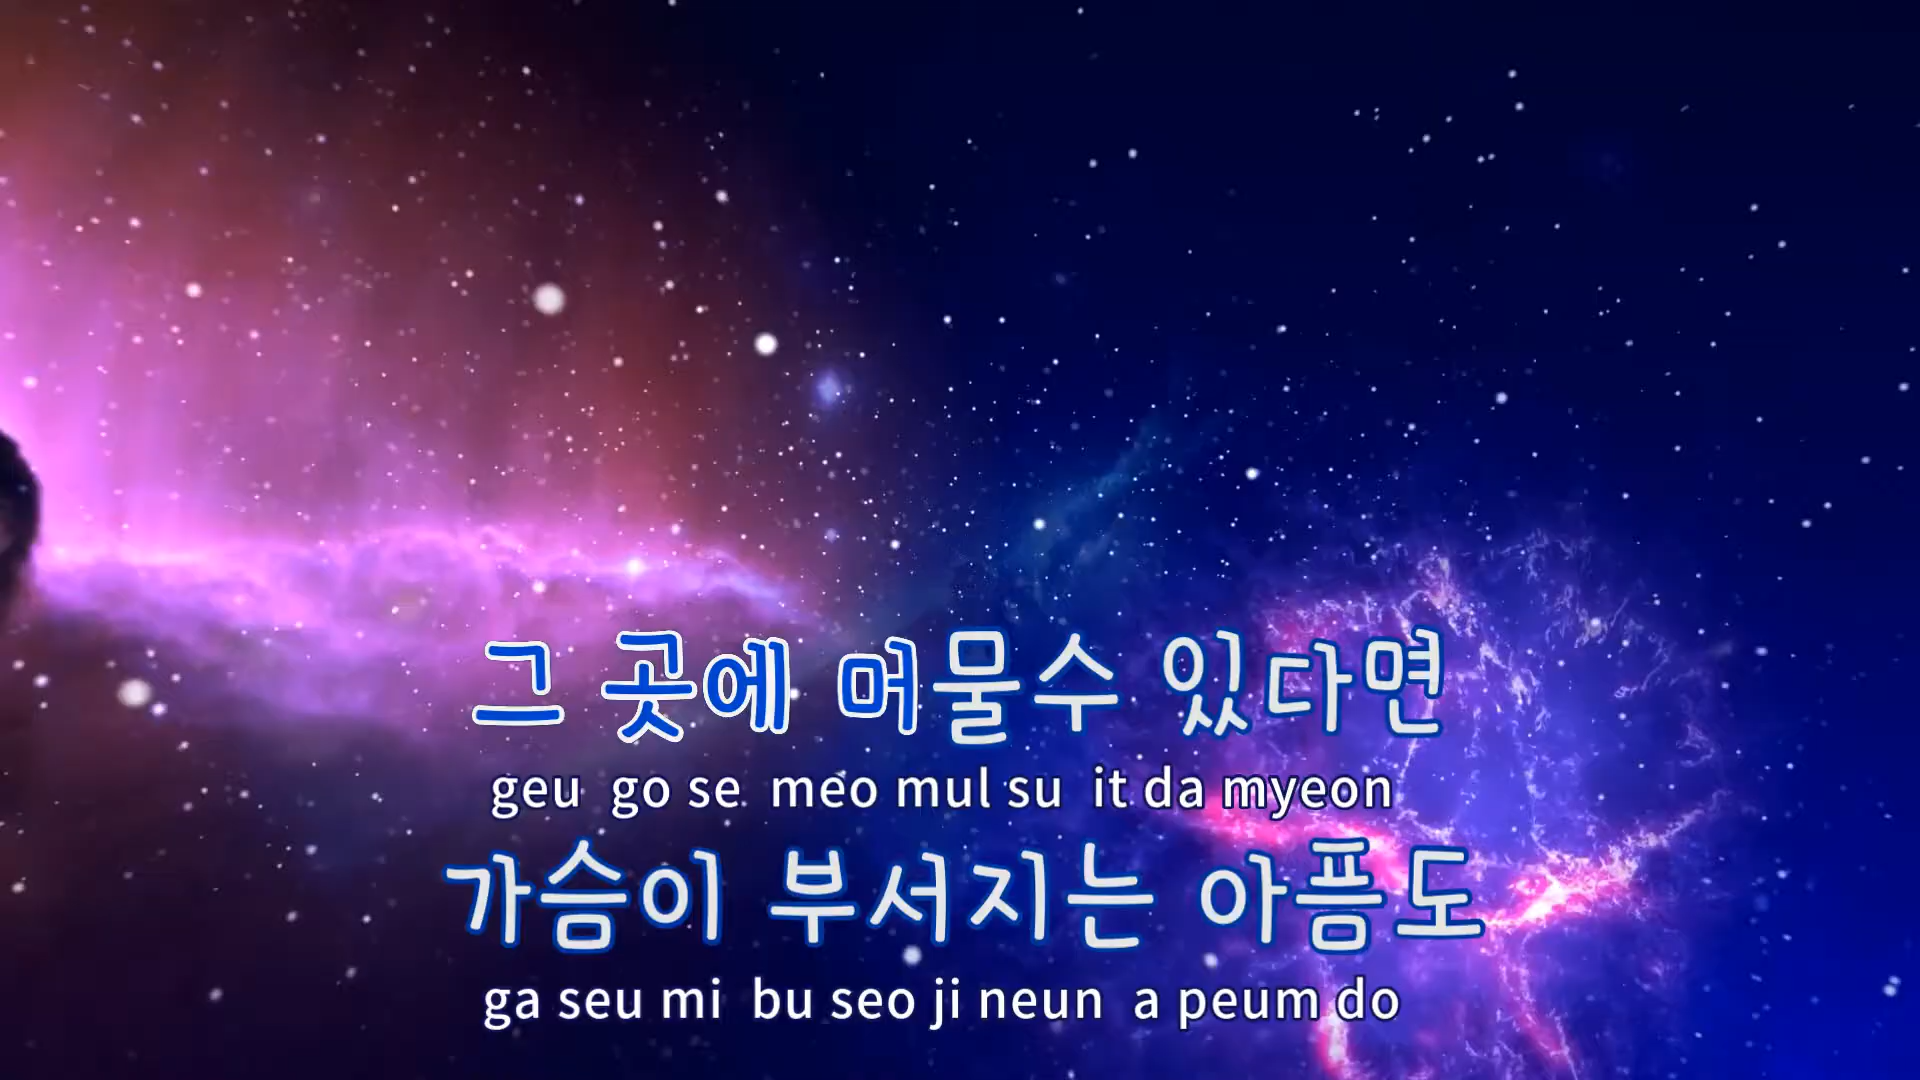 그 곳에 머물수 있다면
geu go se meo mul su it da myeon
가슴이 부서지는 아픔도
ga seu mi bu seo ji neun a peum do